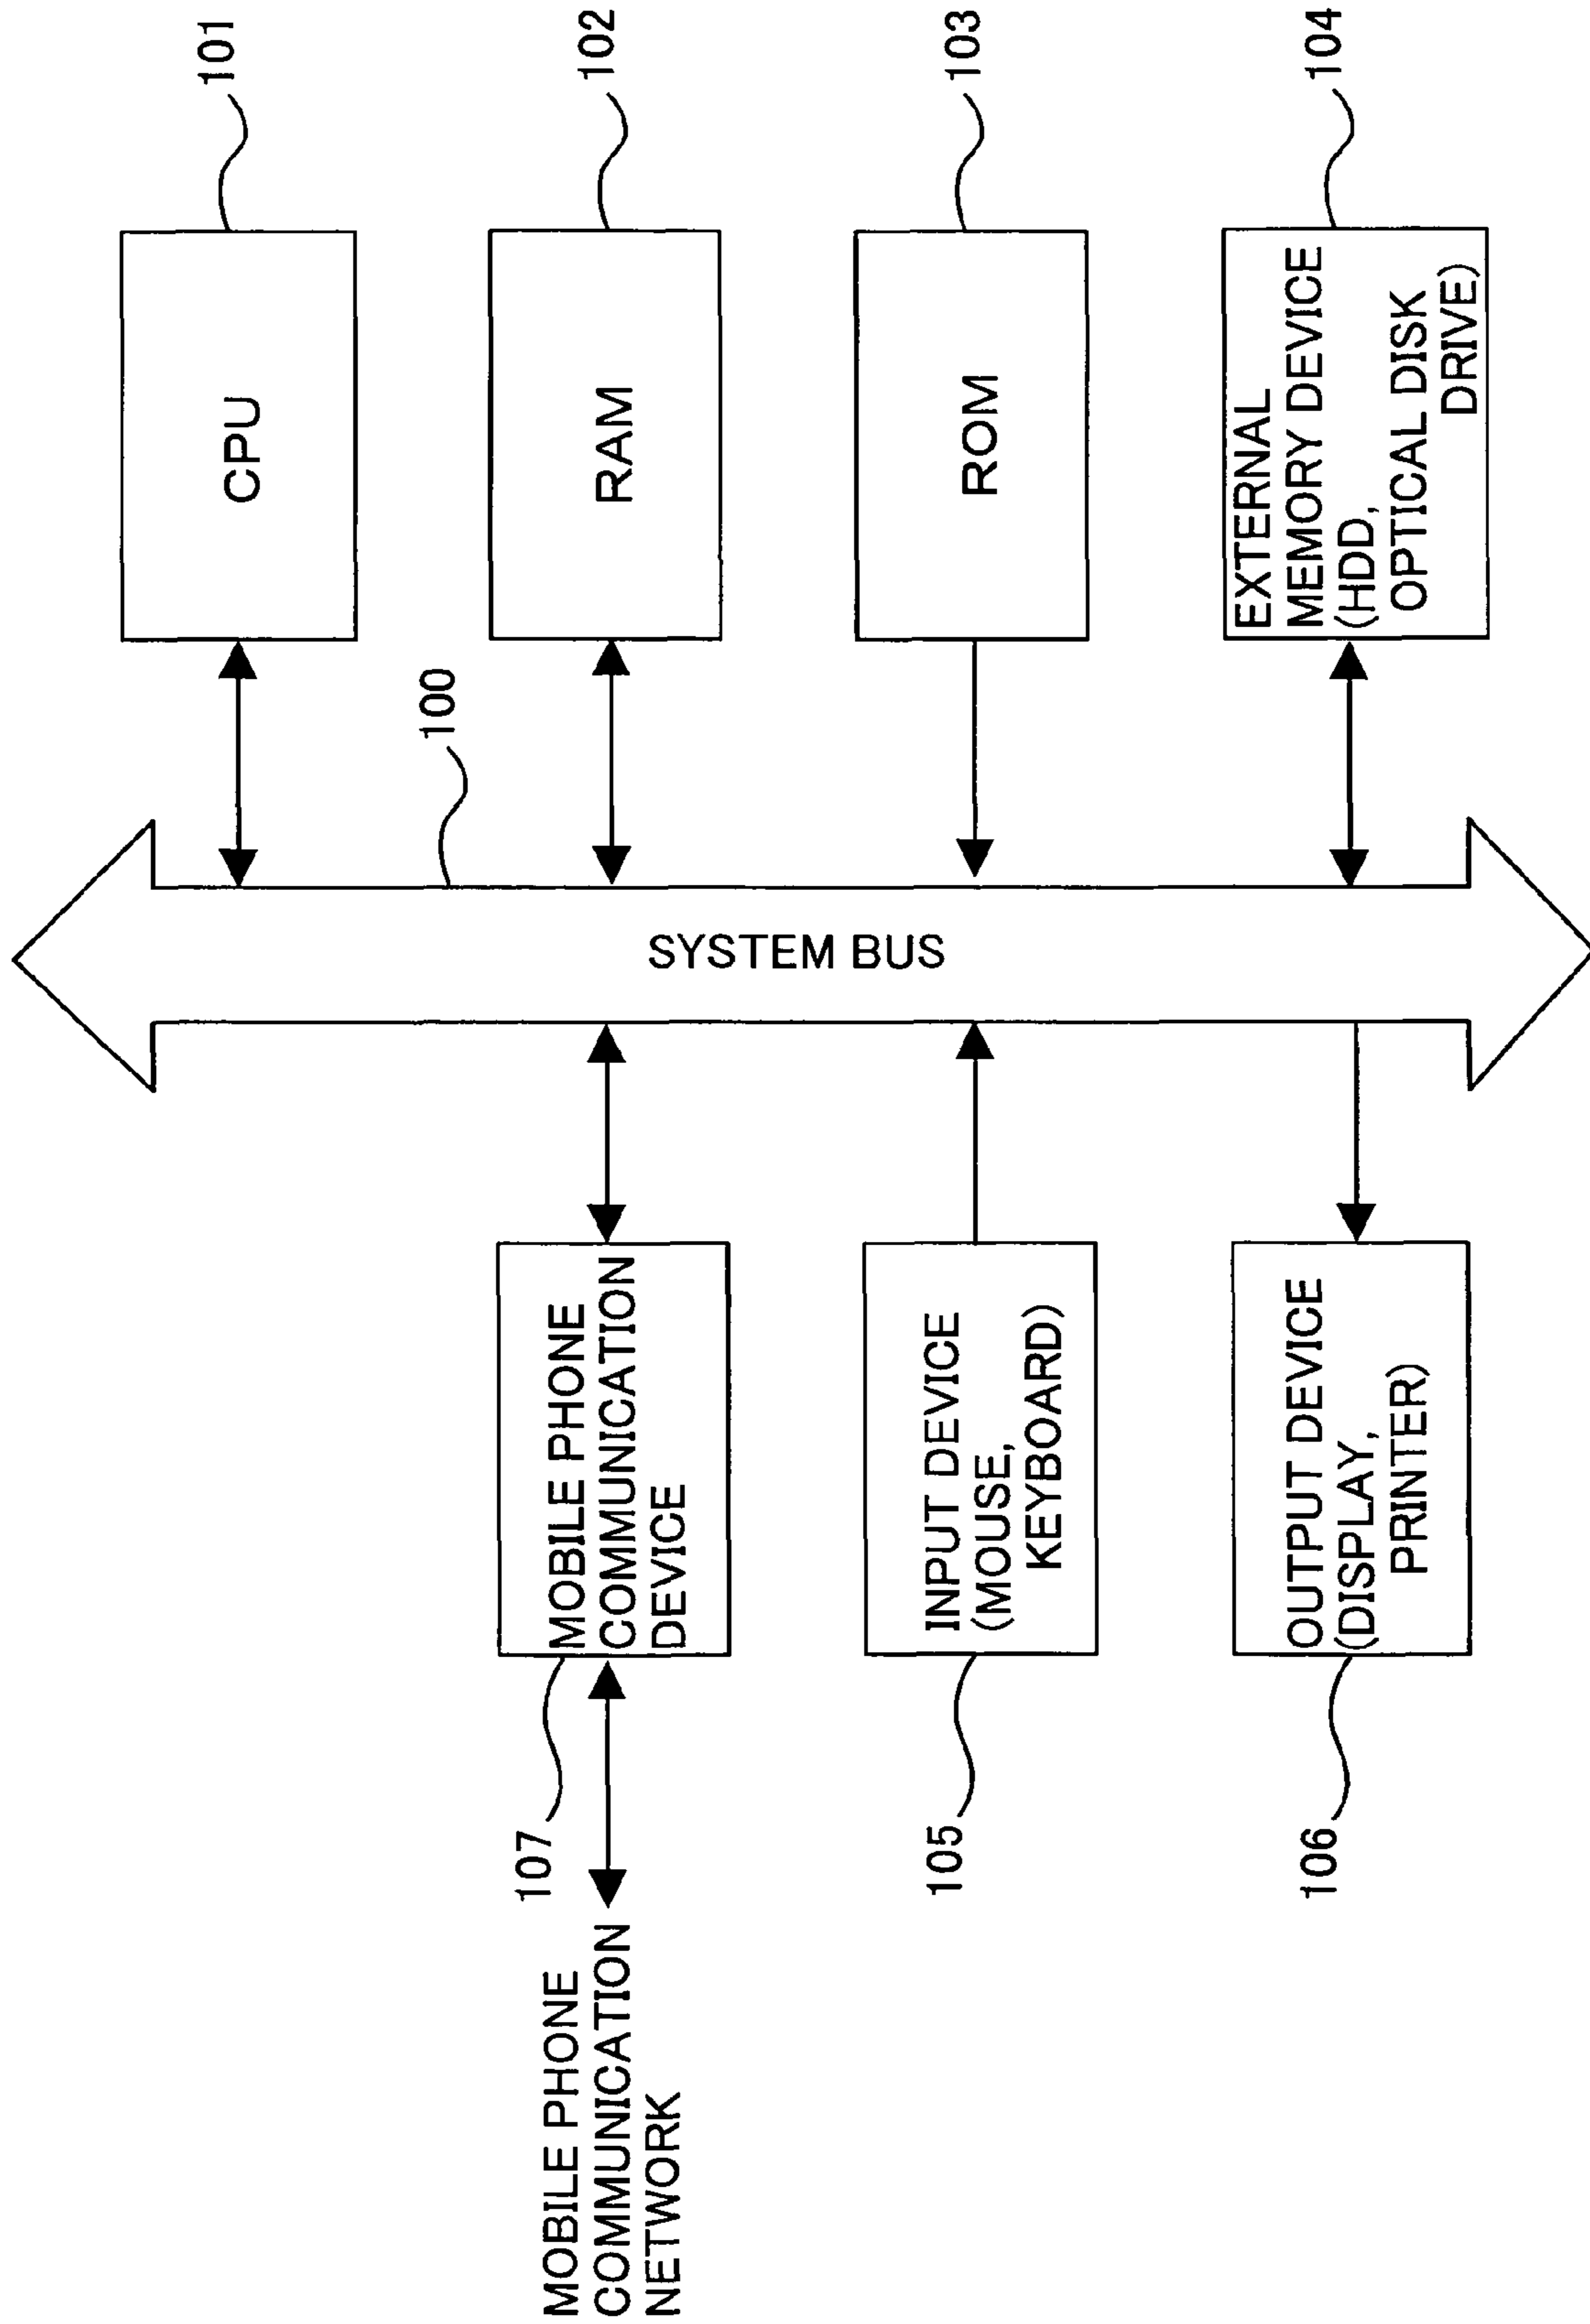 101
CPU
102
RAM
103
ROM
104
EXTERNAL
MEMORY DEVICE
(HDD,
OPTICAL DISK
DRIVE)
100
SYSTEM BUS
MOBILE PHONE
COMMUNICATION
DEVICE
107
MOBILE PHONE
COMMUNICATION
NETWORK
INPUT DEVICE
(MOUSE,
KEYBOARD)
105
OUTPUT DEVICE
(DISPLAY,
PRINTER)
106